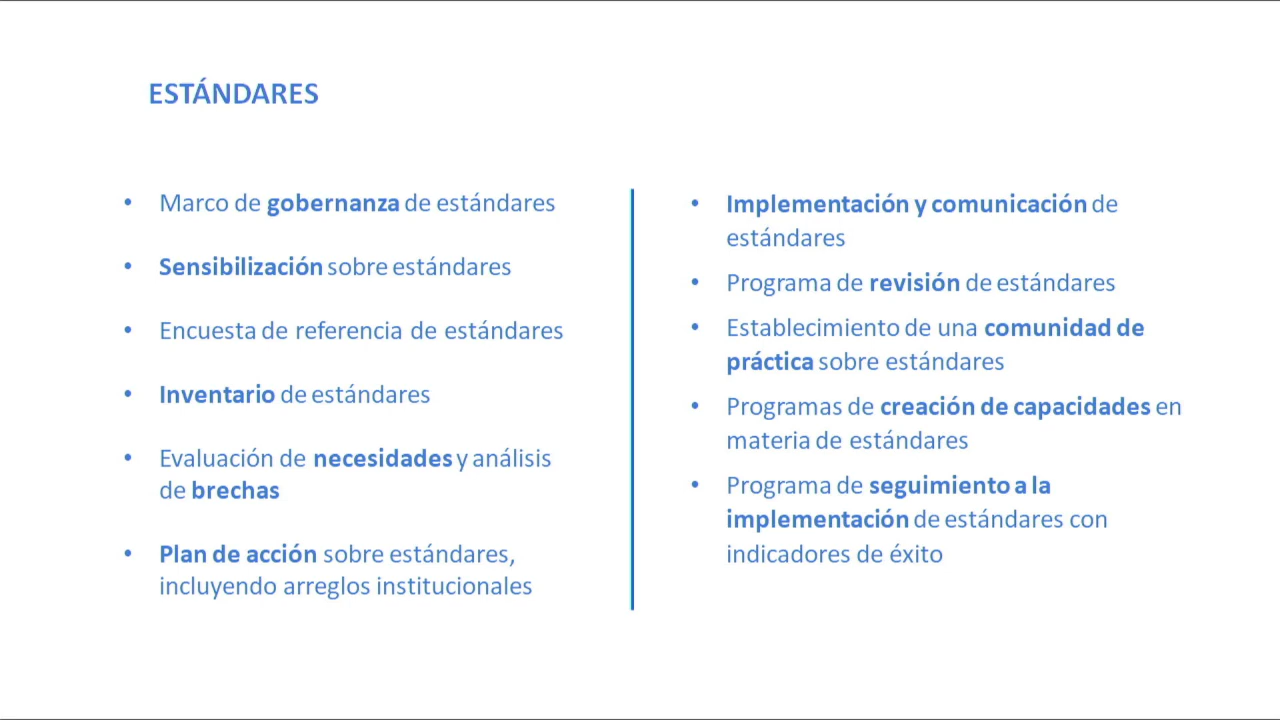 ESTÁNDARES
• Marco de gobernanza de estándares
• Sensibilización sobre estándares
• Encuesta de referencia de estándares
• Inventario de estándares
• Evaluación de necesidades y análisis
de brechas
• Plan de acción sobre estándares,
incluyendo arreglos institucionales
• Implementación y comunicación de
estándares
• Programa de revisión de estándares
• Establecimiento de una comunidad de
práctica sobre estándares
• Programas de creación de capacidades en
materia de estándares
• Programa de seguimiento a la
implementación de estándares con
indicadores de éxito